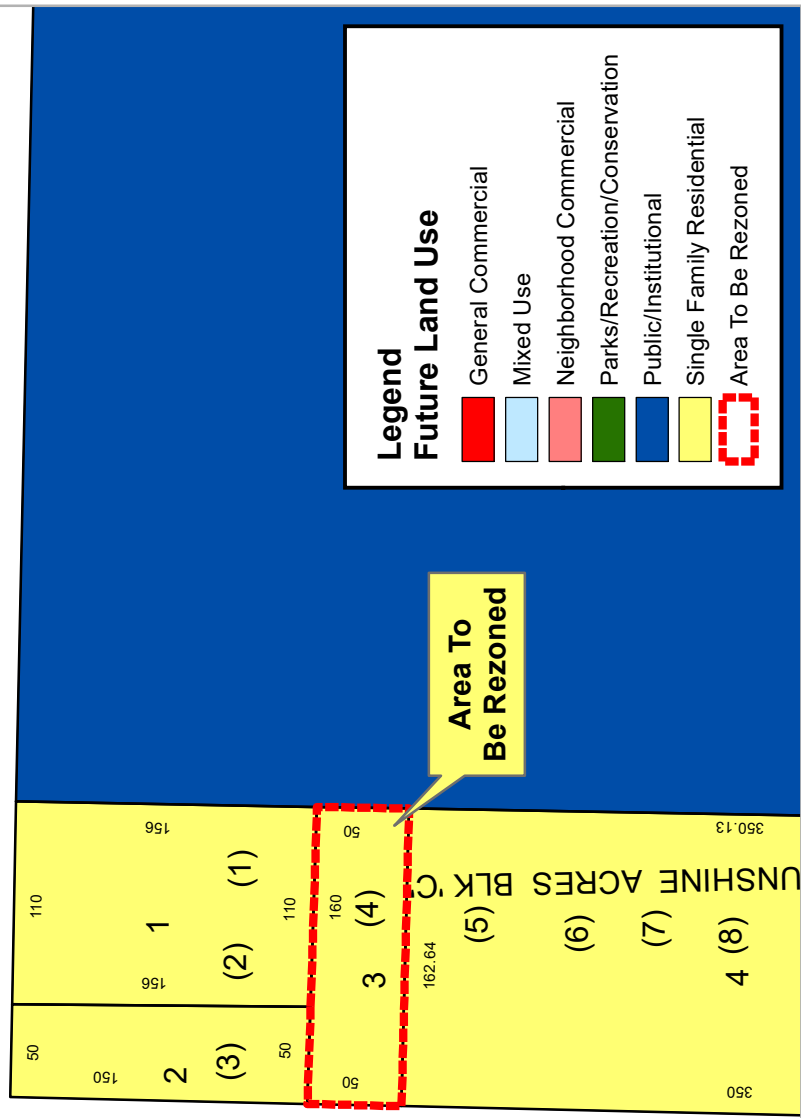 Legend
Future Land Use
General Commercial
Mixed Use
Neighborhood Commercial
Parks/Recreation/Conservation
Public/Institutional
Single Family Residential
Area To Be Rezoned
Area To
Be Rezoned
110
156
1
(1)
(2)
156
110
50
150
2
(3)
50
160
50
(4)
3
50
162.64
UNSHINE ACRES BLK 'C'
(5)
(6)
(7)
(8)
4
350.13
350